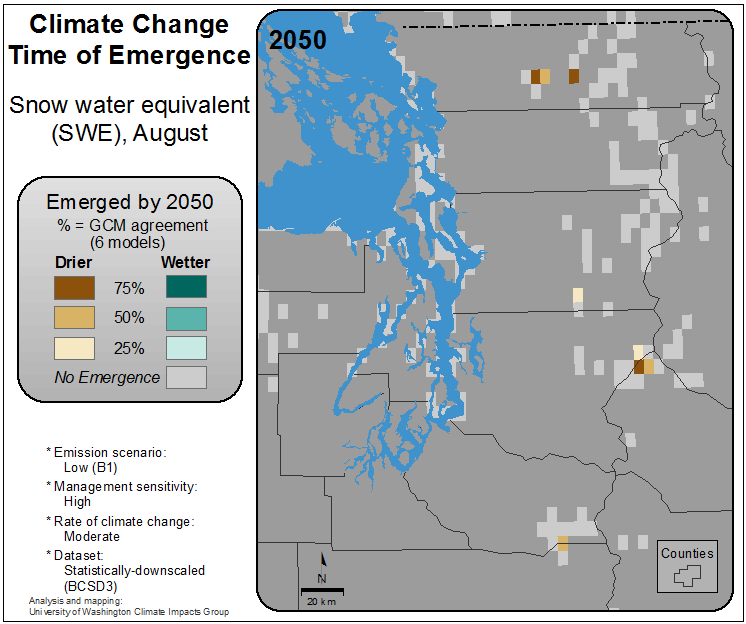 Climate Change
Time of Emergence
Snow water equivalent
(SWE), August
Emerged by 2050
% = GCM agreement
(6 models)
Drier Wetter
75%
50%
25%
No Emergence
* Emission scenario:
Low (B1)
* Management sensitivity:
High
* Rate of climate change:
Moderate
* Dataset:
Statistically-downscaled
(BCSD3)
Analysis and mapping:
University of Washington Climate Impacts Group
2050
N
20 km
Counties